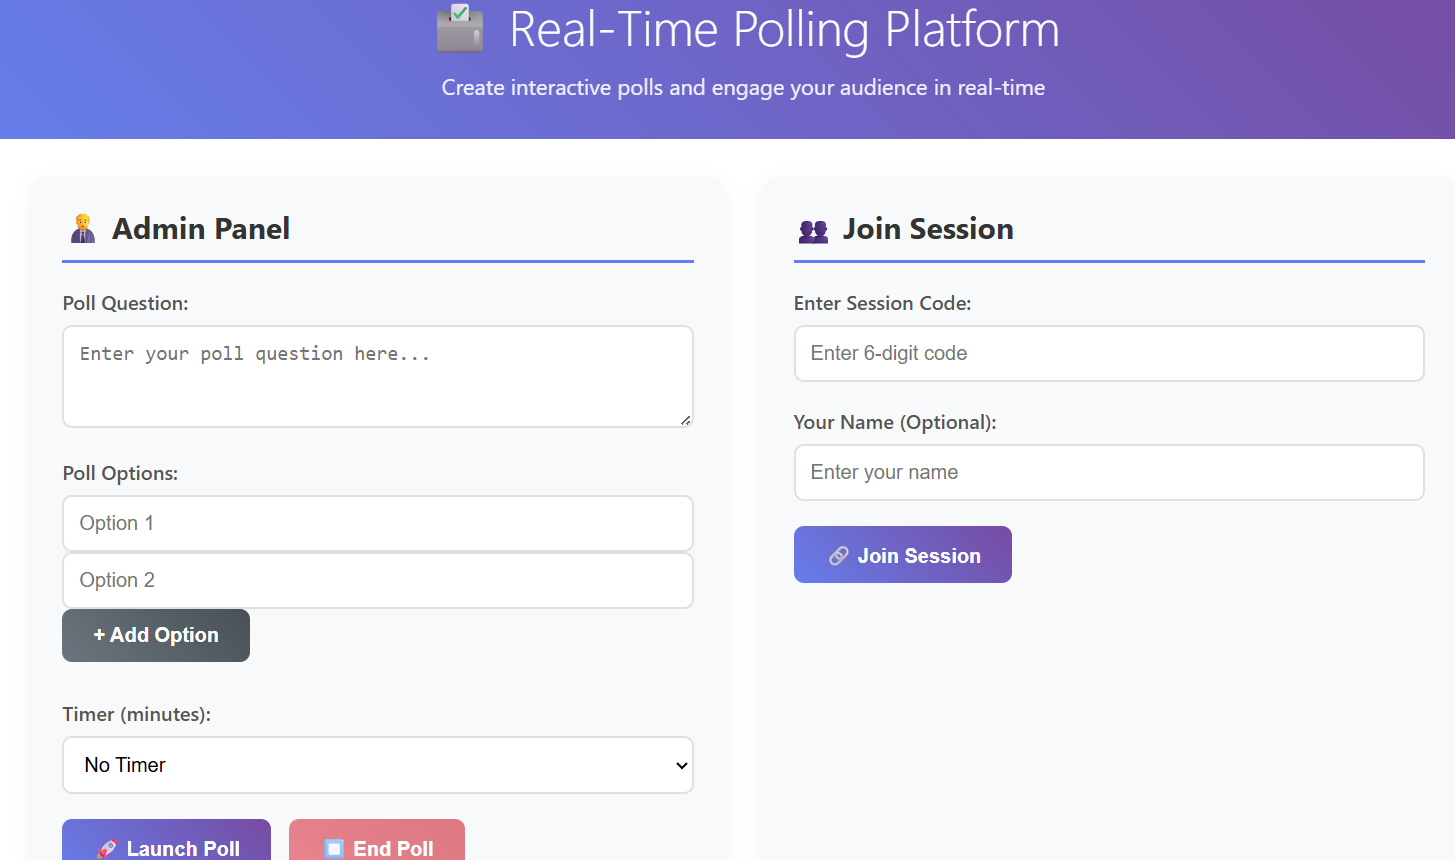 Real-Time Polling Platform
Create interactive polls and engage your audience in real-time
Admin Panel
Poll Question:
Enter your poll question here...
Poll Options:
Option 1
Option 2
+ Add Option
Timer (minutes):
No Timer
Launch Poll
End Poll
Join Session
Enter Session Code:
Enter 6-digit code
Your Name (Optional):
Enter your name
Join Session